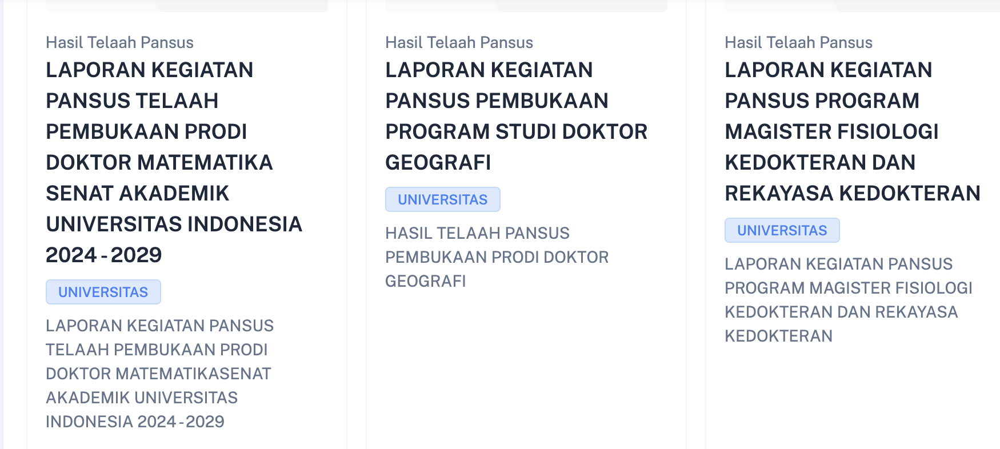 Hasil Telaah Pansus
LAPORAN KEGIATAN
PANSUS TELAAH
PEMBUKAAN PRODI
DOKTOR MATEMATIKA
SENAT AKADEMIK
UNIVERSITAS INDONESIA
2024 - 2029
UNIVERSITAS
LAPORAN KEGIATAN PANSUS
TELAAH PEMBUKAAN PRODI
DOKTOR MATEMATIKASENAT
AKADEMIK UNIVERSITAS
INDONESIA 2024 - 2029
Hasil Telaah Pansus
LAPORAN KEGIATAN
PANSUS PEMBUKAAN
PROGRAM STUDI DOKTOR
GEOGRAFI
UNIVERSITAS
HASIL TELAAH PANSUS
PEMBUKAAN PRODI DOKTOR
GEOGRAFI
Hasil Telaah Pansus
LAPORAN KEGIATAN
PANSUS PROGRAM
MAGISTER FISIOLOGI
KEDOKTERAN DAN
REKAYASA KEDOKTERAN
UNIVERSITAS
LAPORAN KEGIATAN PANSUS
PROGRAM MAGISTER FISIOLOGI
KEDOKTERAN DAN REKAYASA
KEDOKTERAN